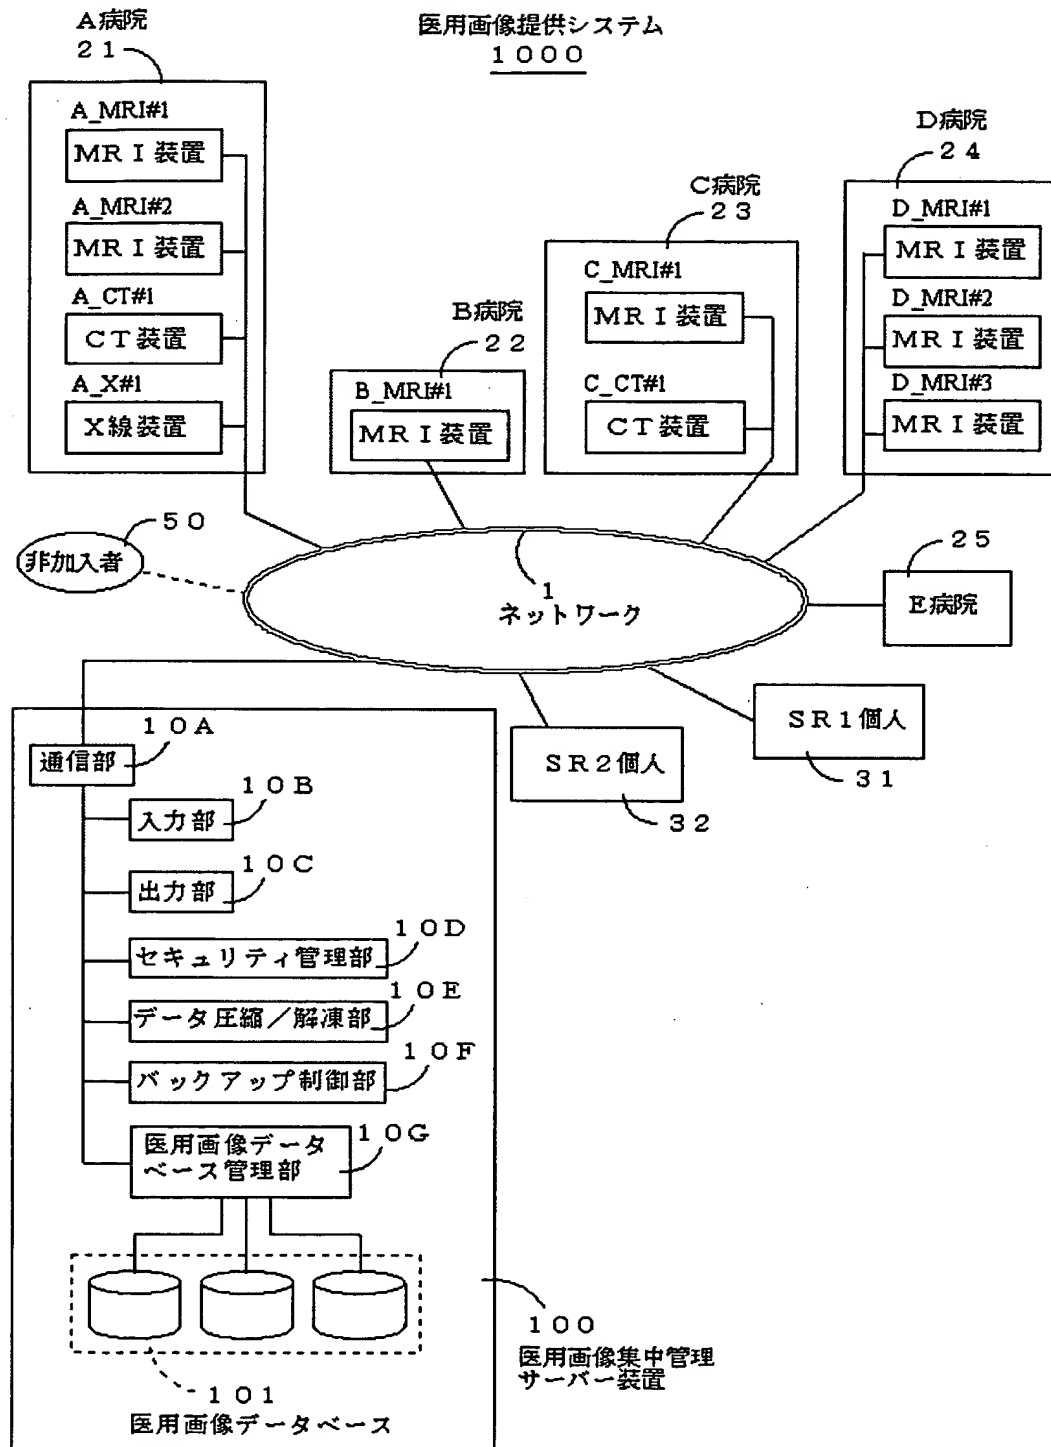 医用画像提供システム
1000
A病院
21
A_MRI#1
MRI装置
A_MRI#2
MRI装置
A_CT#1
CT装置
A_X#1
X線装置
B病院
22
B_MRI#1
MRI装置
C病院
23
C_MRI#1
MRI装置
C_CT#1
CT装置
D病院
24
D_MRI#1
MRI装置
D_MRI#2
MRI装置
D_MRI#3
MRI装置
50
非加入者
1
ネットワーク
25
E病院
SR1個人
31
SR2個人
32
10A
通信部
10B
入力部
10C
出力部
10D
セキュリティ管理部
10E
データ圧縮／解凍部
10F
バックアップ制御部
10G
医用画像データ
ベース管理部
100
医用画像集中管理
サーバー装置
101
医用画像データベース